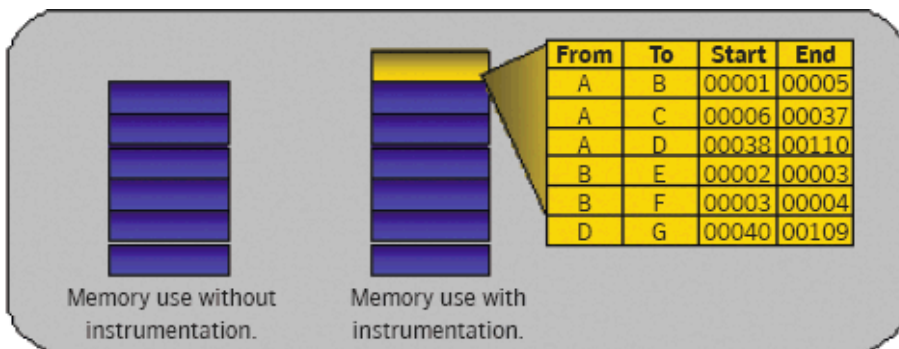 From To Start End
A B 00001 00005
A C 00006 00037
A D 00038 00110
B E 00002 00003
B F 00003 00004
D G 00040 00109
Memory use without
instrumentation.
Memory use with
instrumentation.